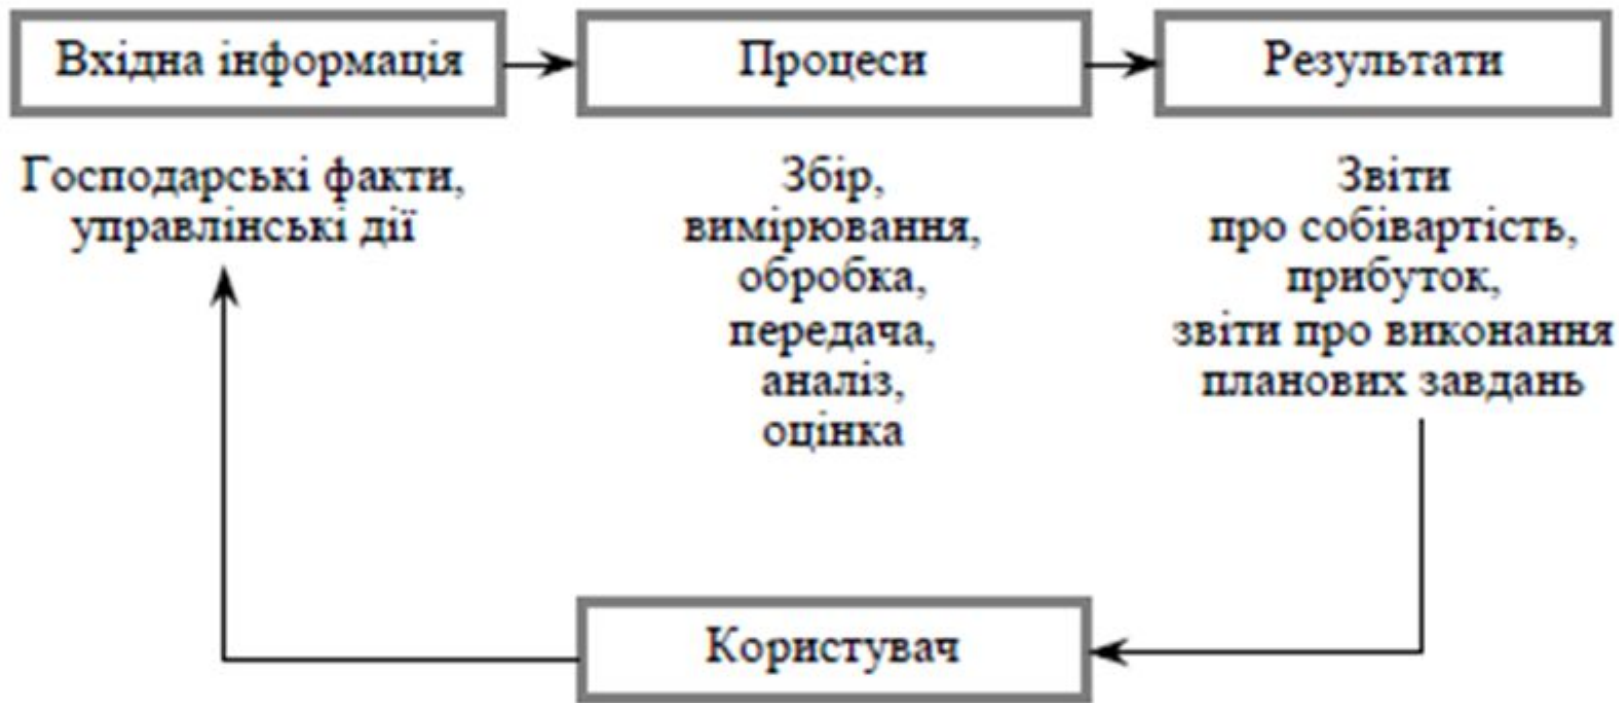 Вхідна інформація
Процеси
Результати
Господарські факти,
управлінські дії
Збір,
вимірювання,
обробка,
передача,
аналіз,
оцінка
Звіти
про собівартість,
прибуток,
звіти про виконання
планових завдань
Користувач